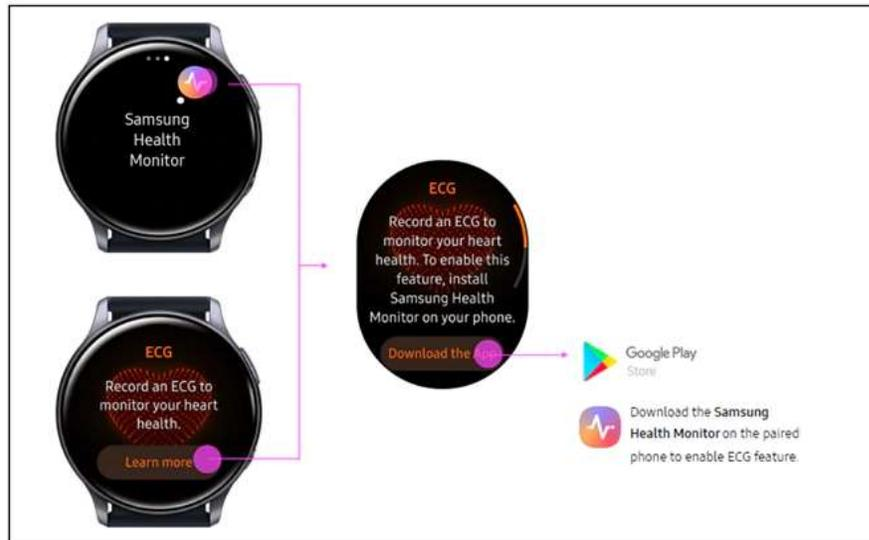 Samsung
Health
Monitor
ECG
Record an ECG to
monitor your heart
health.
Learn more
ECG
Record an ECG to
monitor your heart
health. To enable this
feature, install
Samsung Health
Monitor on your phone.
Download the App
Google Play
Store
Download the Samsung
Health Monitor on the paired
phone to enable ECG feature.